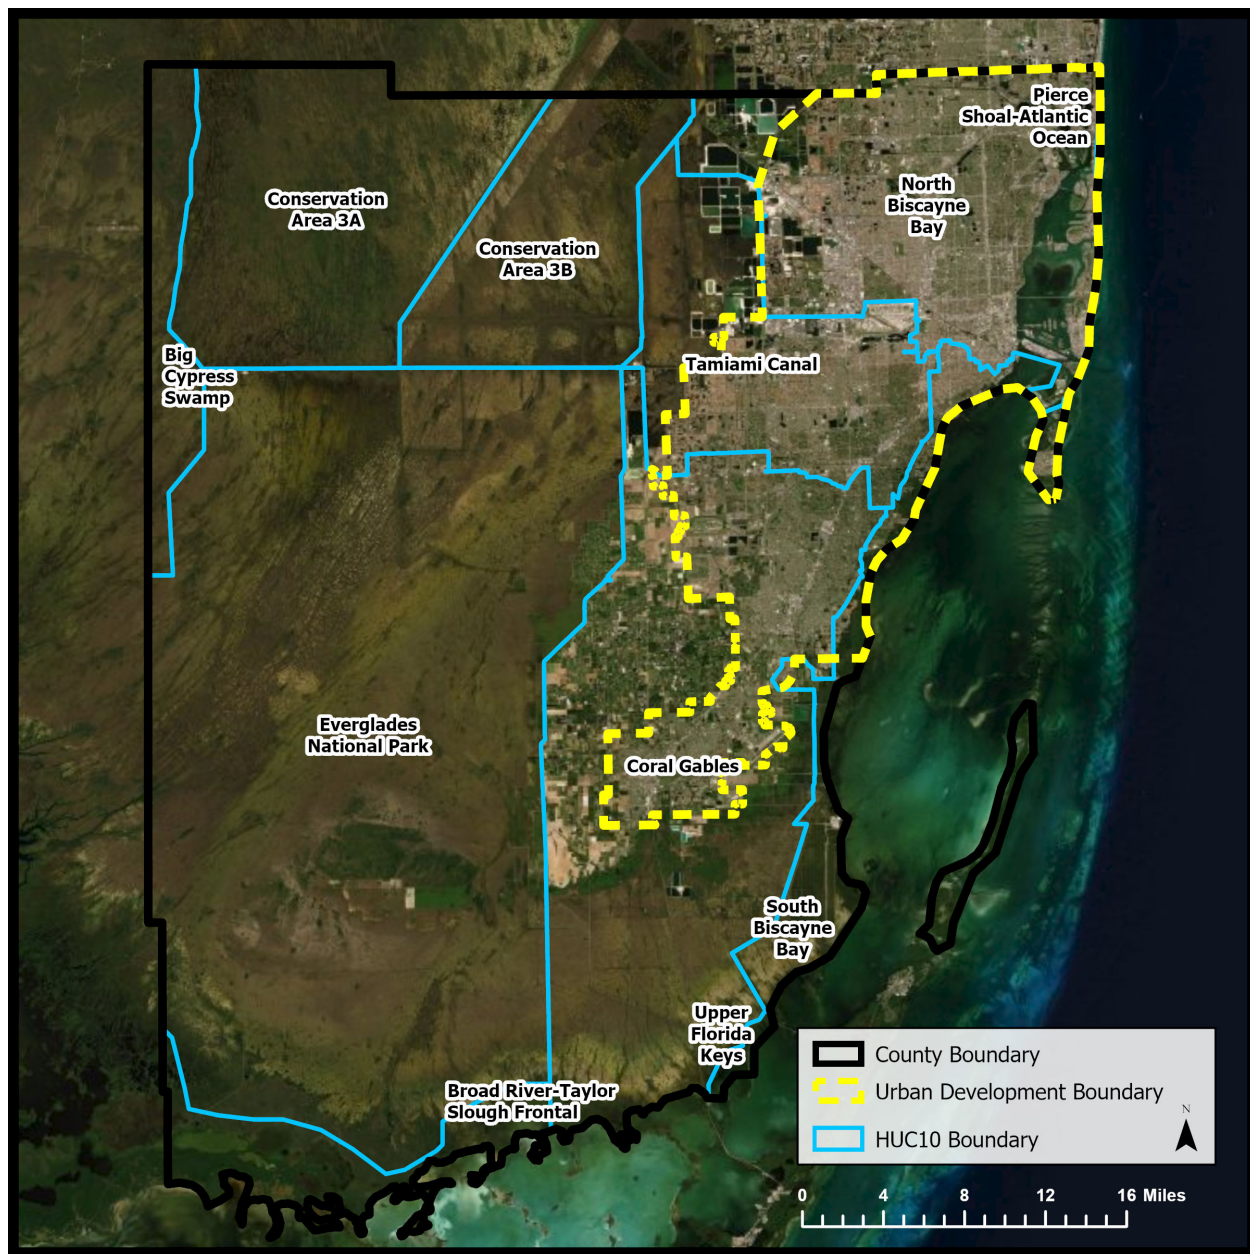 Pierce
Shoal-Atlantic
Ocean
North
Biscayne
Bay
Conservation
Area 3A
Conservation
Area 3B
Big
Cypress
Swamp
Tamiami Canal
Everglades
National Park
Coral Gables
South
Biscayne
Bay
Upper
Florida
Keys
Broad River-Taylor
Slough Frontal
County Boundary
Urban Development Boundary
HUC10 Boundary
N
0 4 8 12 16 Miles